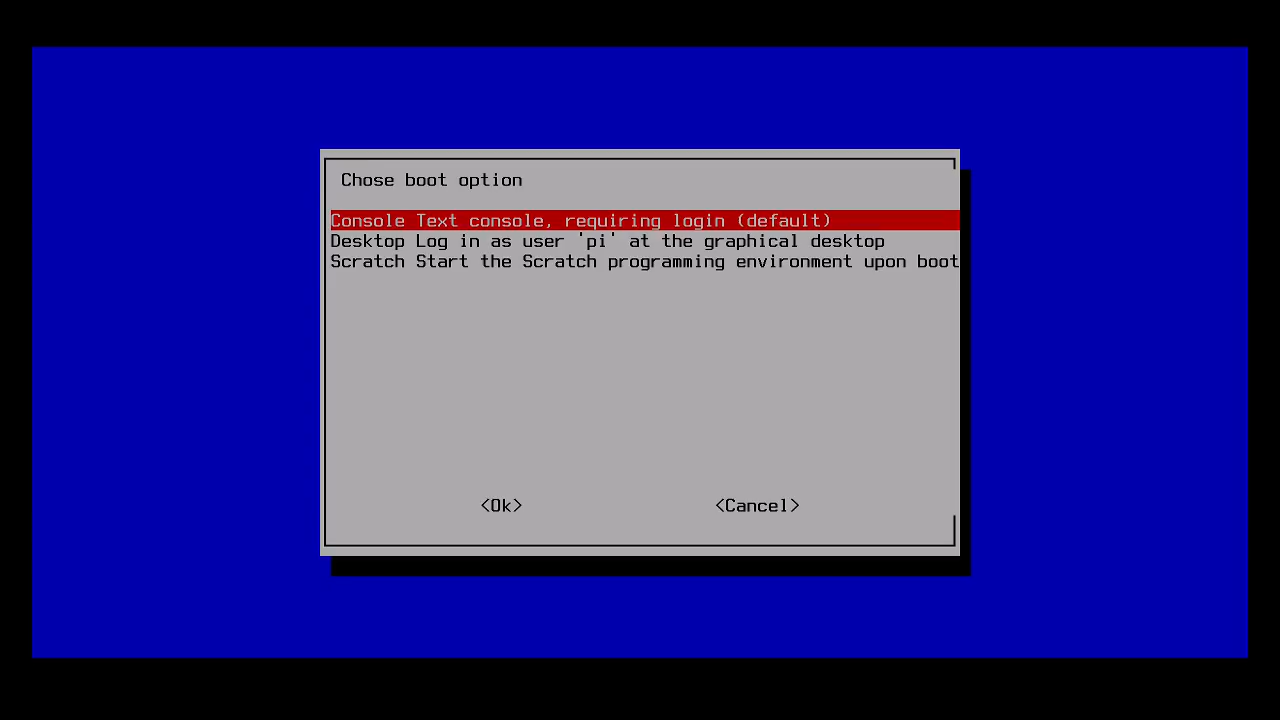 Chose boot option
Console Text console, requiring login (default)
Desktop Log in as user 'pi' at the graphical desktop
Scratch Start the Scratch programming environment upon boot
<Ok> <Cancel>